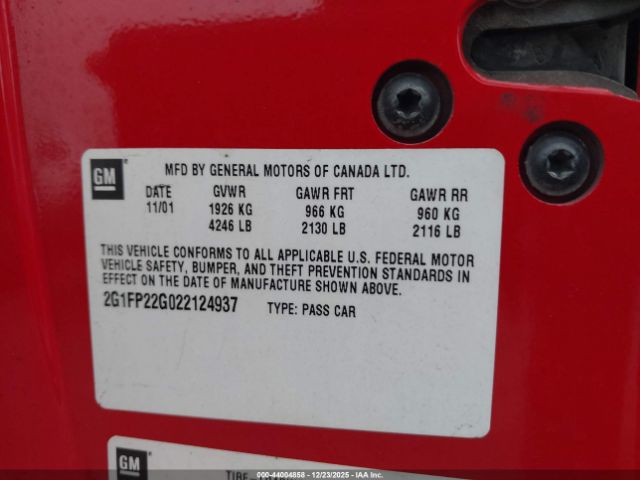 GM
MFD BY GENERAL MOTORS OF CANADA LTD.
DATE GVWR GAWR FRT GAWR RR
11/01 1926 KG 966 KG 960 KG
4246 LB 2130 LB 2116 LB
THIS VEHICLE CONFORMS TO ALL APPLICABLE U.S. FEDERAL MOTOR
VEHICLE SAFETY, BUMPER, AND THEFT PREVENTION STANDARDS IN
EFFECT ON THE DATE OF MANUFACTURE SHOWN ABOVE.
2G1FP22G022124937 TYPE: PASS CAR
GM
000-44004858 - 12/23/2025 - IAAI.COM